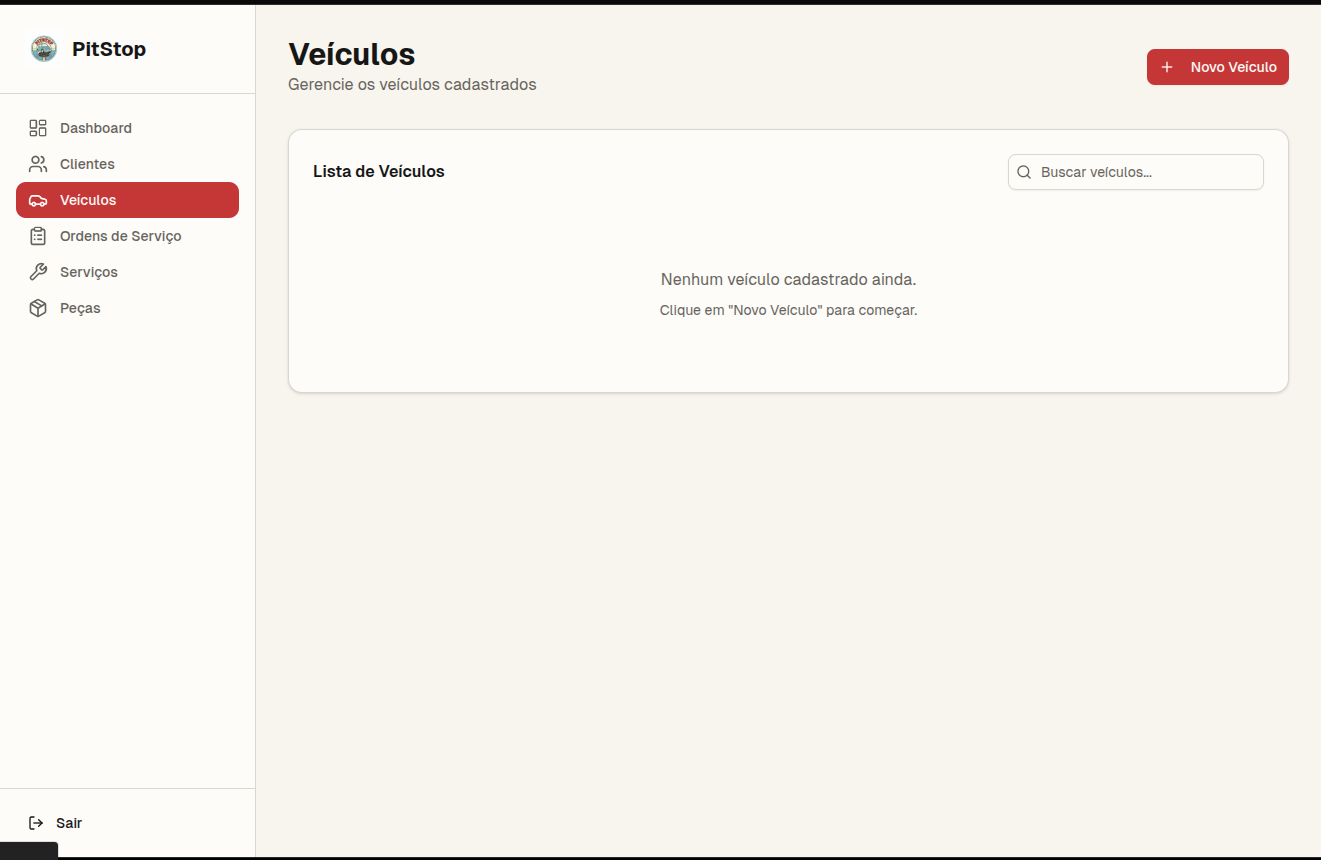 PitStop
Dashboard
Clientes
Veículos
Ordens de Serviço
Serviços
Peças
Sair
Veículos
Gerencie os veículos cadastrados
Novo Veículo
Lista de Veículos
Buscar veículos...
Nenhum veículo cadastrado ainda.
Clique em "Novo Veículo" para começar.